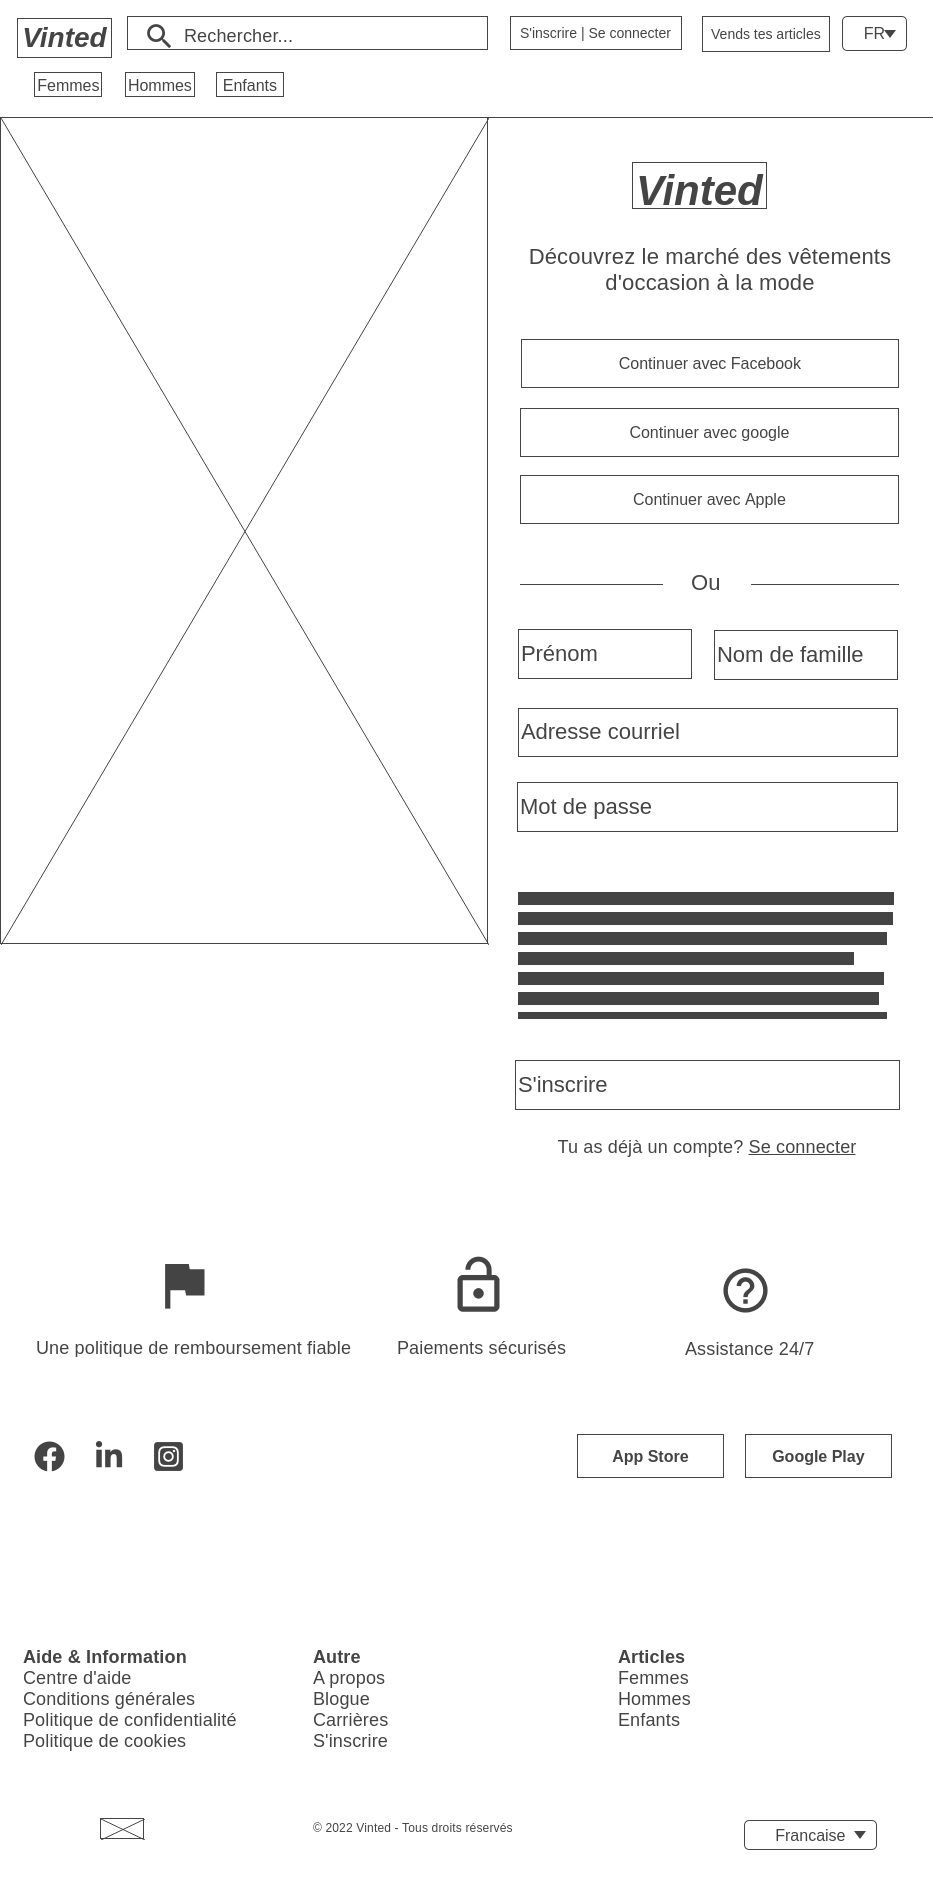 Vinted
Rechercher...
S'inscrire | Se connecter
Vends tes articles
FR
Femmes
Hommes
Enfants
Vinted
Découvrez le marché des vêtements
d'occasion à la mode
Continuer avec Facebook
Continuer avec google
Continuer avec Apple
Ou
Prénom
Nom de famille
Adresse courriel
Mot de passe
S'inscrire
Tu as déjà un compte? Se connecter
Une politique de remboursement fiable
Paiements sécurisés
Assistance 24/7
App Store
Google Play
Aide & Information
Centre d'aide
Conditions générales
Politique de confidentialité
Politique de cookies
Autre
A propos
Blogue
Carrières
S'inscrire
Articles
Femmes
Hommes
Enfants
© 2022 Vinted - Tous droits réservés
Francaise